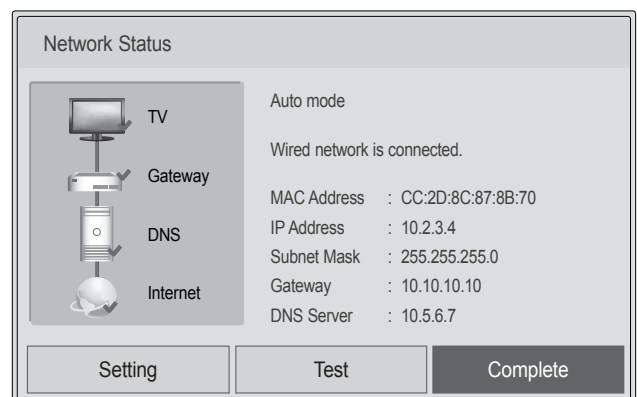 Network Status
TV
Gateway
DNS
Internet
Auto mode
Wired network is connected.
MAC Address : CC:2D:8C:87:8B:70
IP Address : 10.2.3.4
Subnet Mask : 255.255.255.0
Gateway : 10.10.10.10
DNS Server : 10.5.6.7
Setting
Test
Complete